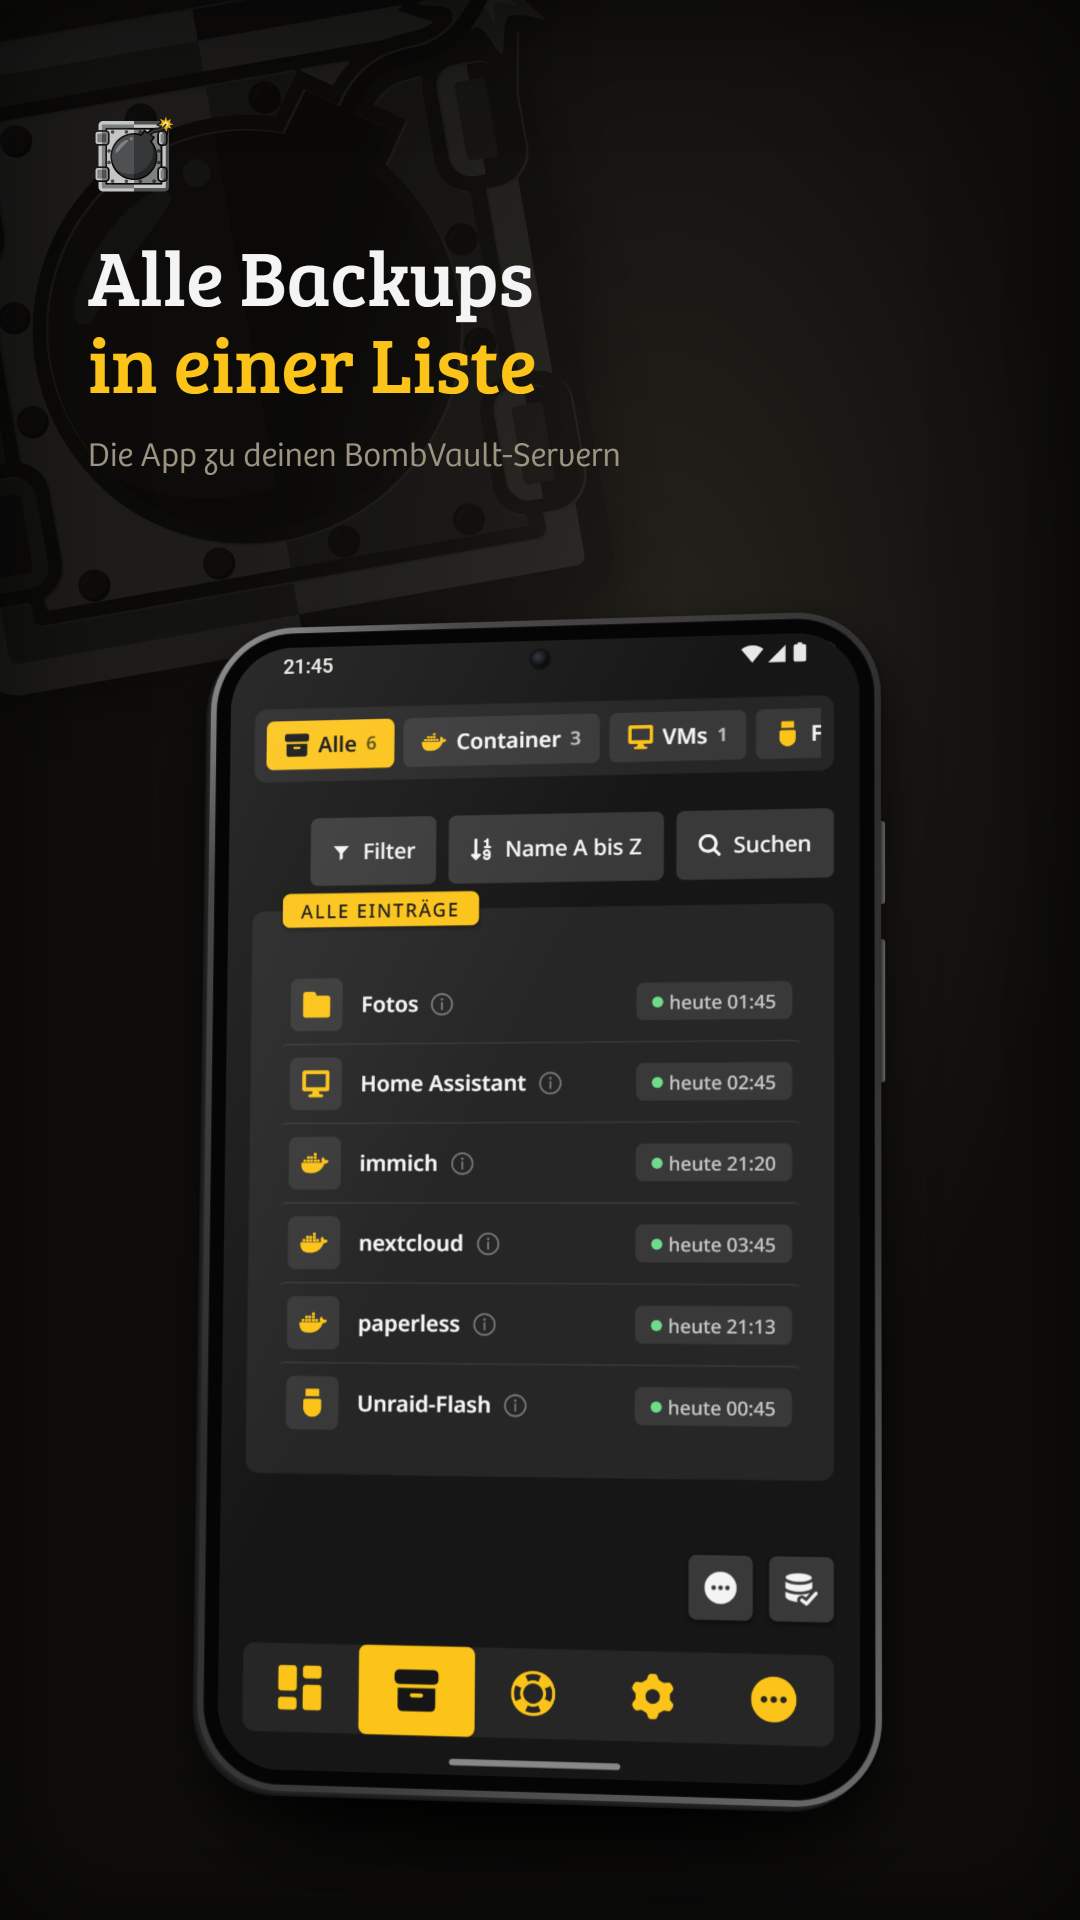 Alle Backups
in einer Liste
Die App zu deinen BombVault-Servern
21:45
Alle 6
Container 3
VMs 1
F
Filter
Name A bis Z
Suchen
ALLE EINTRÄGE
Fotos
heute 01:45
Home Assistant
heute 02:45
immich
heute 21:20
nextcloud
heute 03:45
paperless
heute 21:13
Unraid-Flash
heute 00:45